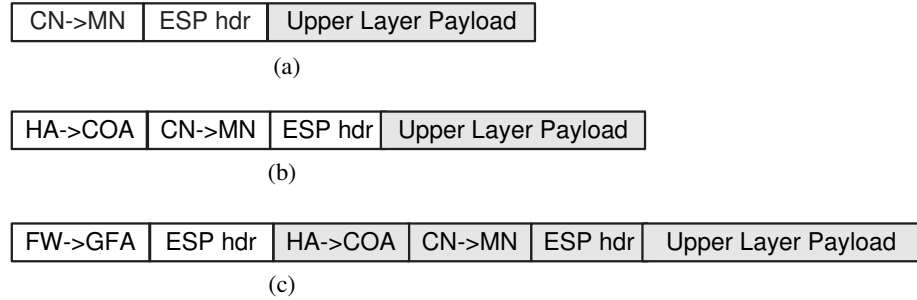 CN->MN ESP hdr Upper Layer Payload
(a)
HA->COA CN->MN ESP hdr Upper Layer Payload
(b)
FW->GFA ESP hdr HA->COA CN->MN ESP hdr Upper Layer Payload
(c)